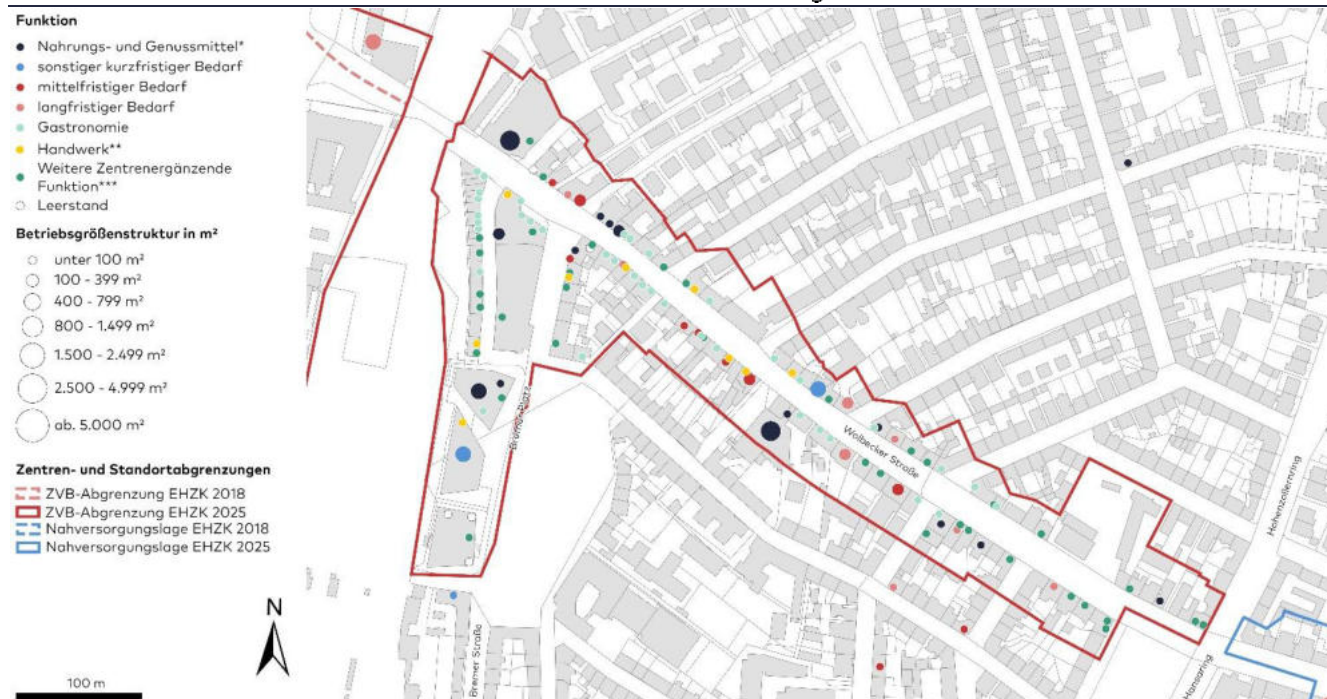 Funktion
Nahrungs- und Genussmittel*
sonstiger kurzfristiger Bedarf
mittelfristiger Bedarf
langfristiger Bedarf
Gastronomie
Handwerk**
Weitere Zentrenergänzende
Funktion***
Leerstand
Betriebsgrößenstruktur in m²
unter 100 m²
100 - 399 m²
400 - 799 m²
800 - 1.499 m²
1.500 - 2.499 m²
2.500 - 4.999 m²
ab. 5.000 m²
Zentren- und Standortabgrenzungen
ZVB-Abgrenzung EHZK 2018
ZVB-Abgrenzung EHZK 2025
Nahversorgungslage EHZK 2018
Nahversorgungslage EHZK 2025
N
100 m
Bremer Platz
Wolbecker Straße
Hohenzollernring
Bremer Straße
Hansaring